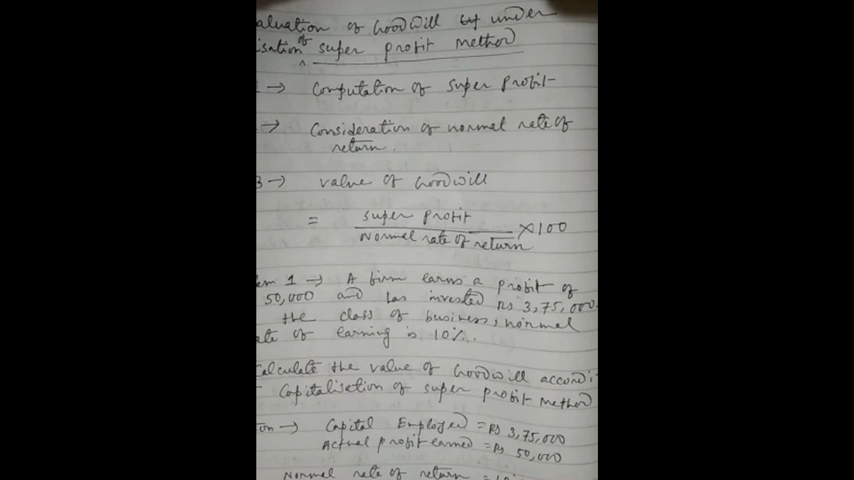 aluation of Goodwill under
isation of super profit method
→ Computation of super Profit
→ Consideration of normal rate of
return.
3 → value of Goodwill
= super profit
Normal rate of return ×100
em 1 → A firm earns a profit of
50,000 and has invested Rs 3,75,000.
the class of business, normal
ate of earning is 10%.
Calculate the value of Goodwill accordi
Capitalisation of super profit method
ion → Capital Employed = Rs 3,75,000
Actual profit earned = Rs 50,000
Normal rate of return =